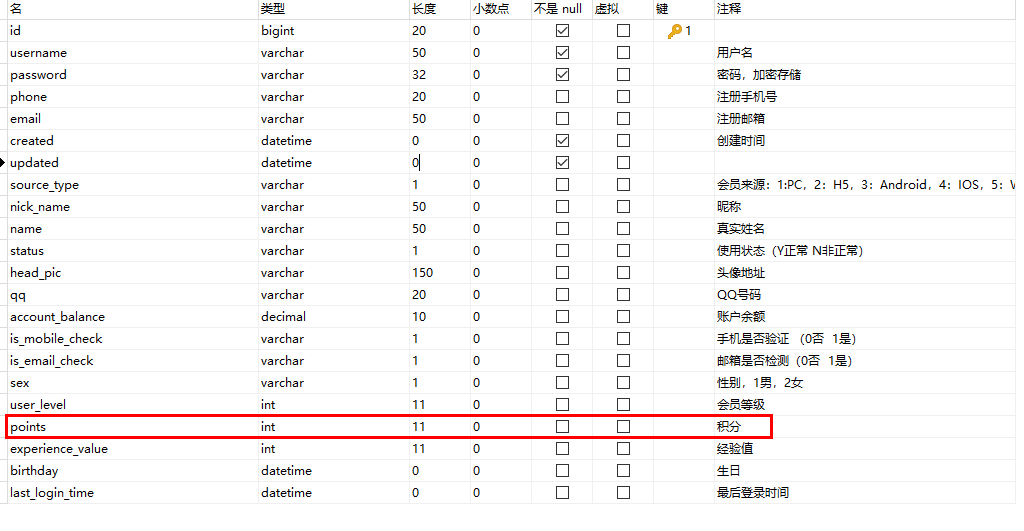 名 类型 长度 小数点 不是 null 虚拟 键 注释
id bigint 20 0 1
username varchar 50 0 用户名
password varchar 32 0 密码，加密存储
phone varchar 20 0 注册手机号
email varchar 50 0 注册邮箱
created datetime 0 0 创建时间
updated datetime 0 0
source_type varchar 1 0 会员来源：1:PC，2：H5，3：Android，4：IOS，5：
nick_name varchar 50 0 昵称
name varchar 50 0 真实姓名
status varchar 1 0 使用状态（Y正常 N非正常）
head_pic varchar 150 0 头像地址
qq varchar 20 0 QQ号码
account_balance decimal 10 0 账户余额
is_mobile_check varchar 1 0 手机是否验证 （0否  1是）
is_email_check varchar 1 0 邮箱是否检测（0否  1是）
sex varchar 1 0 性别，1男，2女
user_level int 11 0 会员等级
points int 11 0 积分
experience_value int 11 0 经验值
birthday datetime 0 0 生日
last_login_time datetime 0 0 最后登录时间